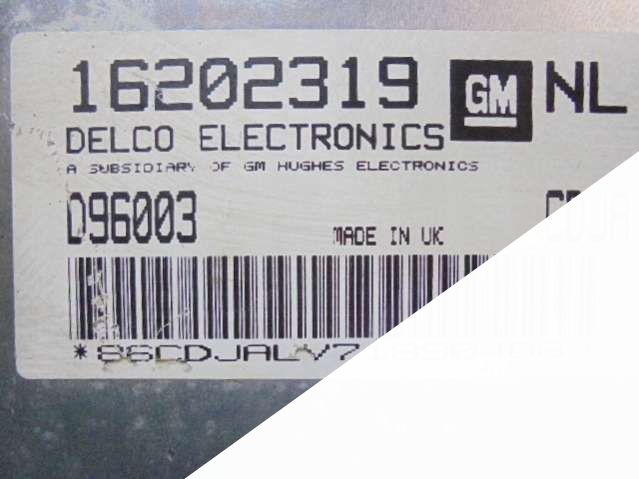 16202319 GM NL
DELCO ELECTRONICS
A SUBSIDIARY OF GM HUGHES ELECTRONICS
D96003
MADE IN UK